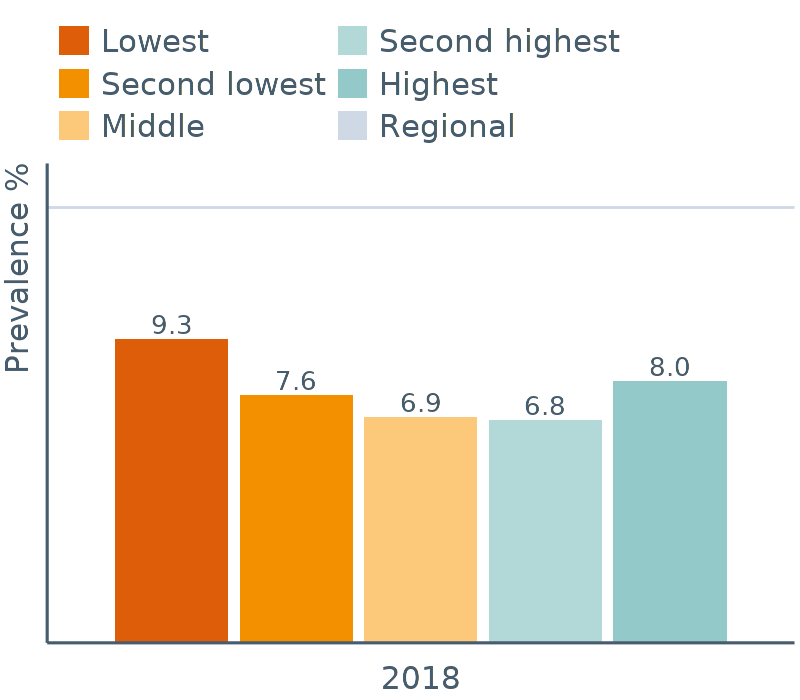 Lowest
Second lowest
Middle
Second highest
Highest
Regional
Prevalence %
9.3
7.6
6.9
6.8
8.0
2018